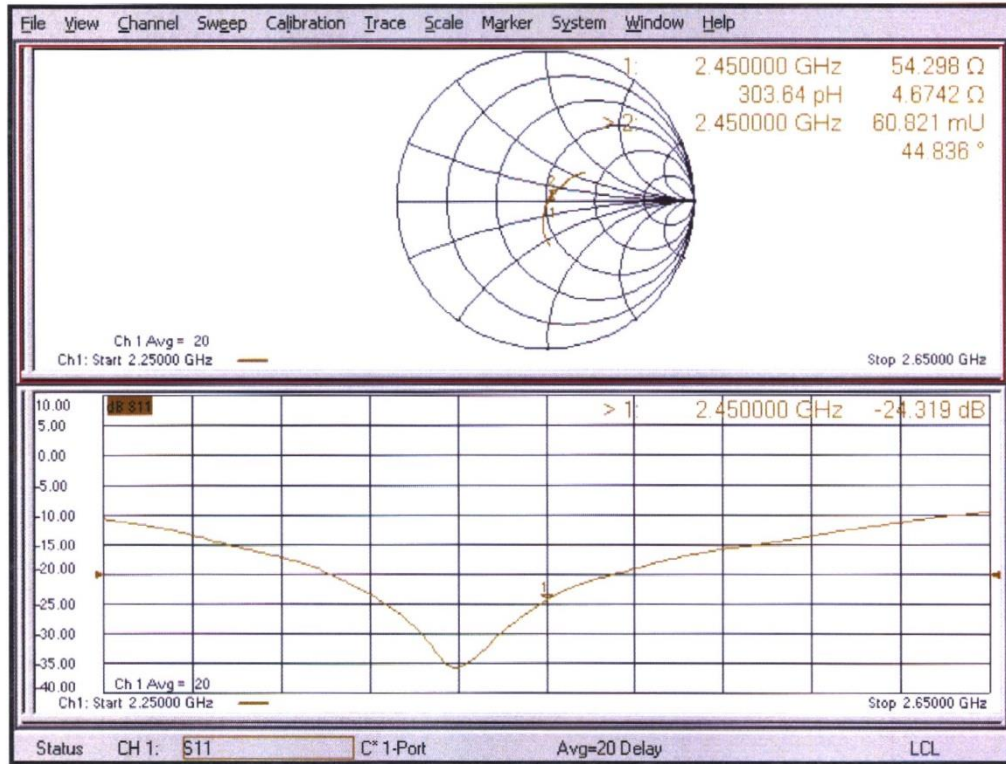 File View Channel Sweep Calibration Trace Scale Marker System Window Help
1: 2.450000 GHz 54.298 Ω
303.64 pH 4.6742 Ω
> 2: 2.450000 GHz 60.821 mU
44.836 °
2
1
Ch 1 Avg = 20
Ch1: Start 2.25000 GHz Stop 2.65000 GHz
10.00 dB S11 > 1: 2.450000 GHz -24.319 dB
5.00
0.00
-5.00
-10.00
-15.00
-20.00
-25.00 1
-30.00
-35.00
-40.00 Ch 1 Avg = 20
Ch1: Start 2.25000 GHz Stop 2.65000 GHz
Status CH 1: S11 C* 1-Port Avg=20 Delay LCL